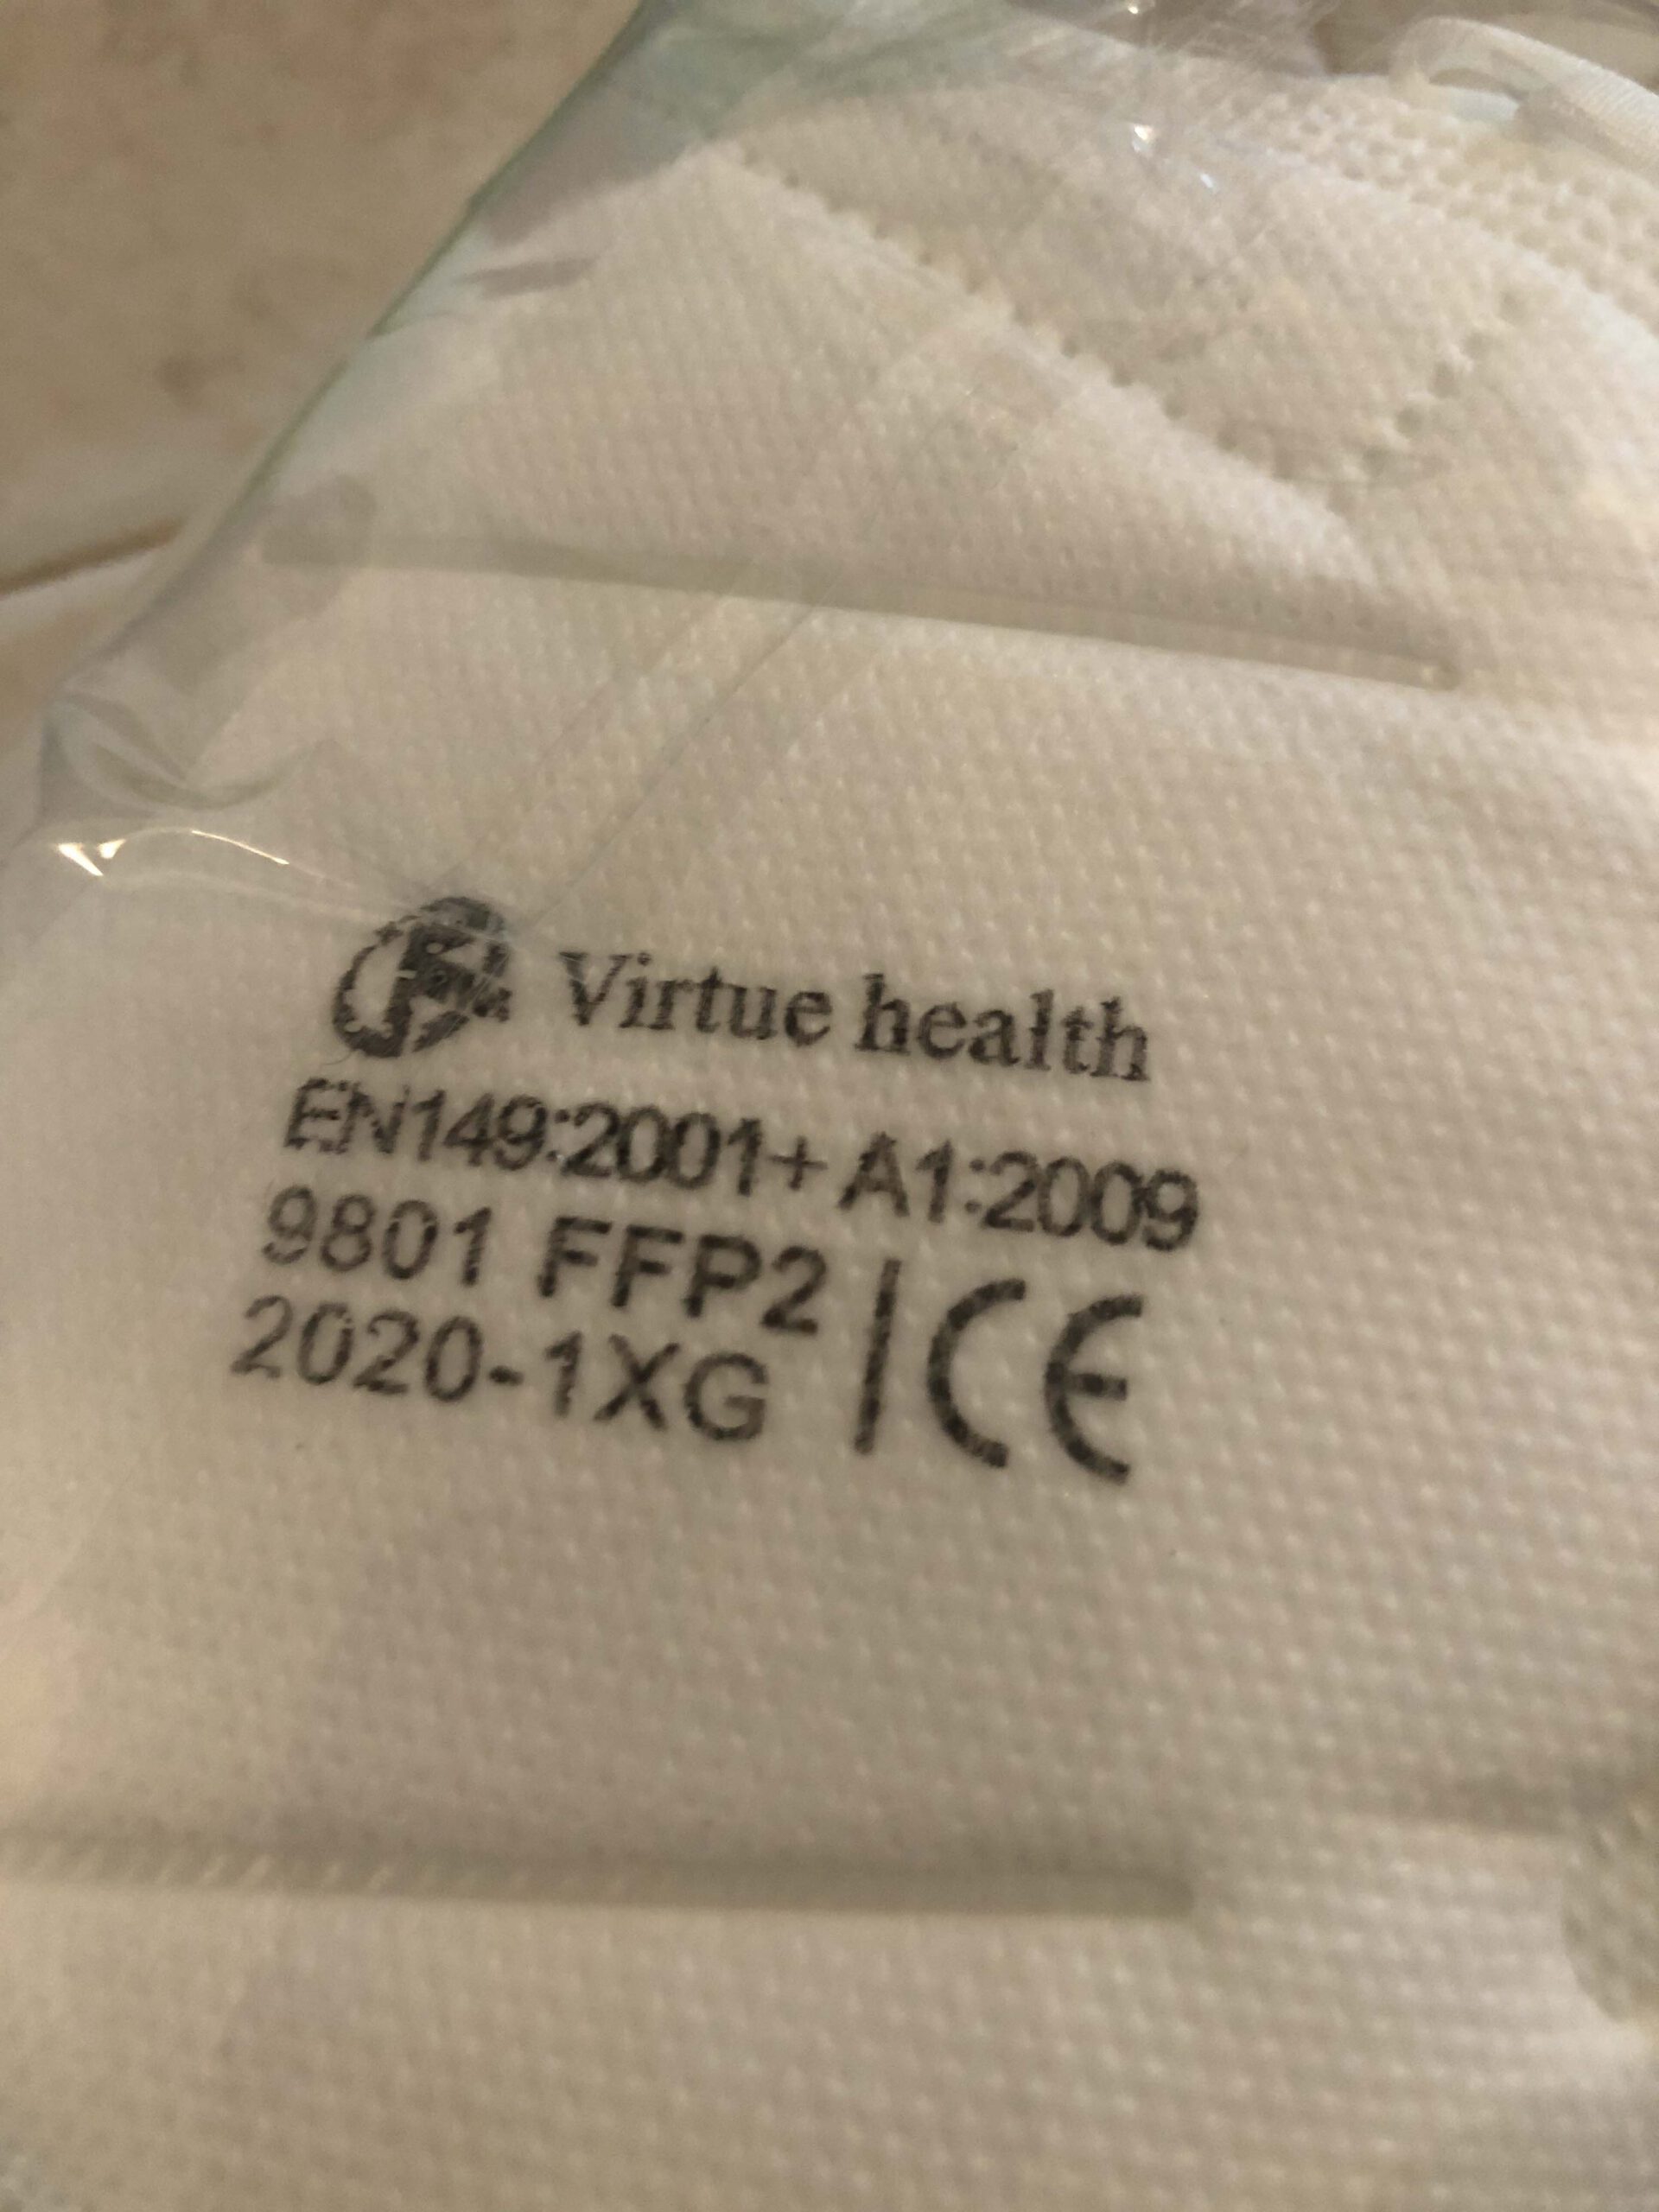 Virtue health
EN149:2001+ A1:2009
9801 FFP2
2020-1XG
CE